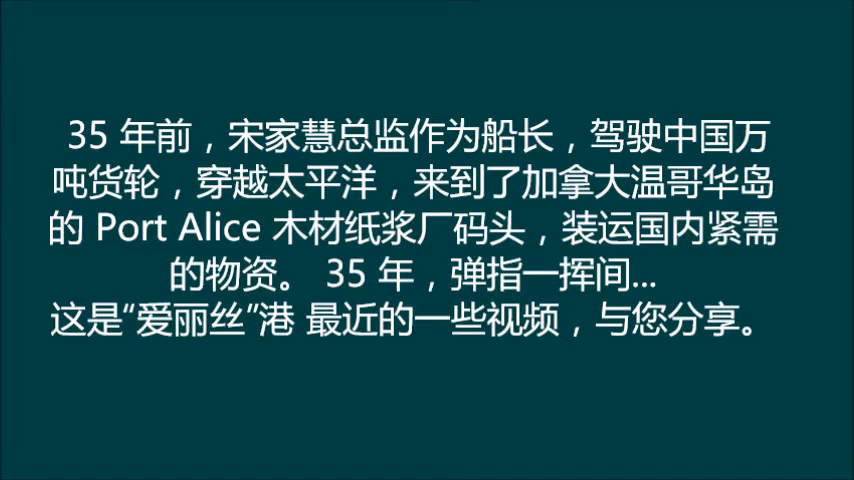 35 年前，宋家慧总监作为船长，驾驶中国万
吨货轮，穿越太平洋，来到了加拿大温哥华岛
的 Port Alice 木材纸浆厂码头，装运国内紧需
的物资。 35 年，弹指一挥间...
这是“爱丽丝”港 最近的一些视频，与您分享。